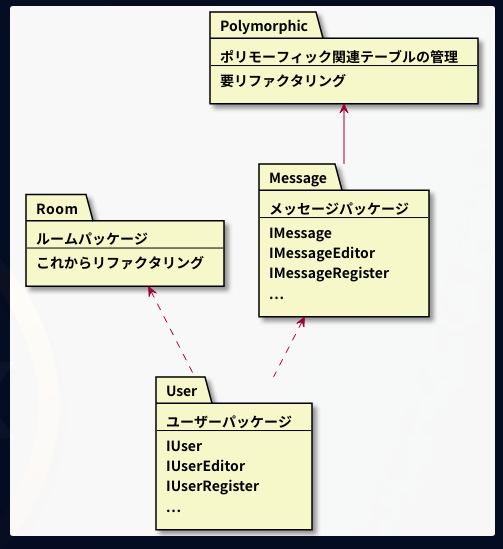 Polymorphic
ポリモーフィック関連テーブルの管理
要リファクタリング
Message
メッセージパッケージ
IMessage
IMessageEditor
IMessageRegister
...
Room
ルームパッケージ
これからリファクタリング
User
ユーザーパッケージ
IUser
IUserEditor
IUserRegister
...